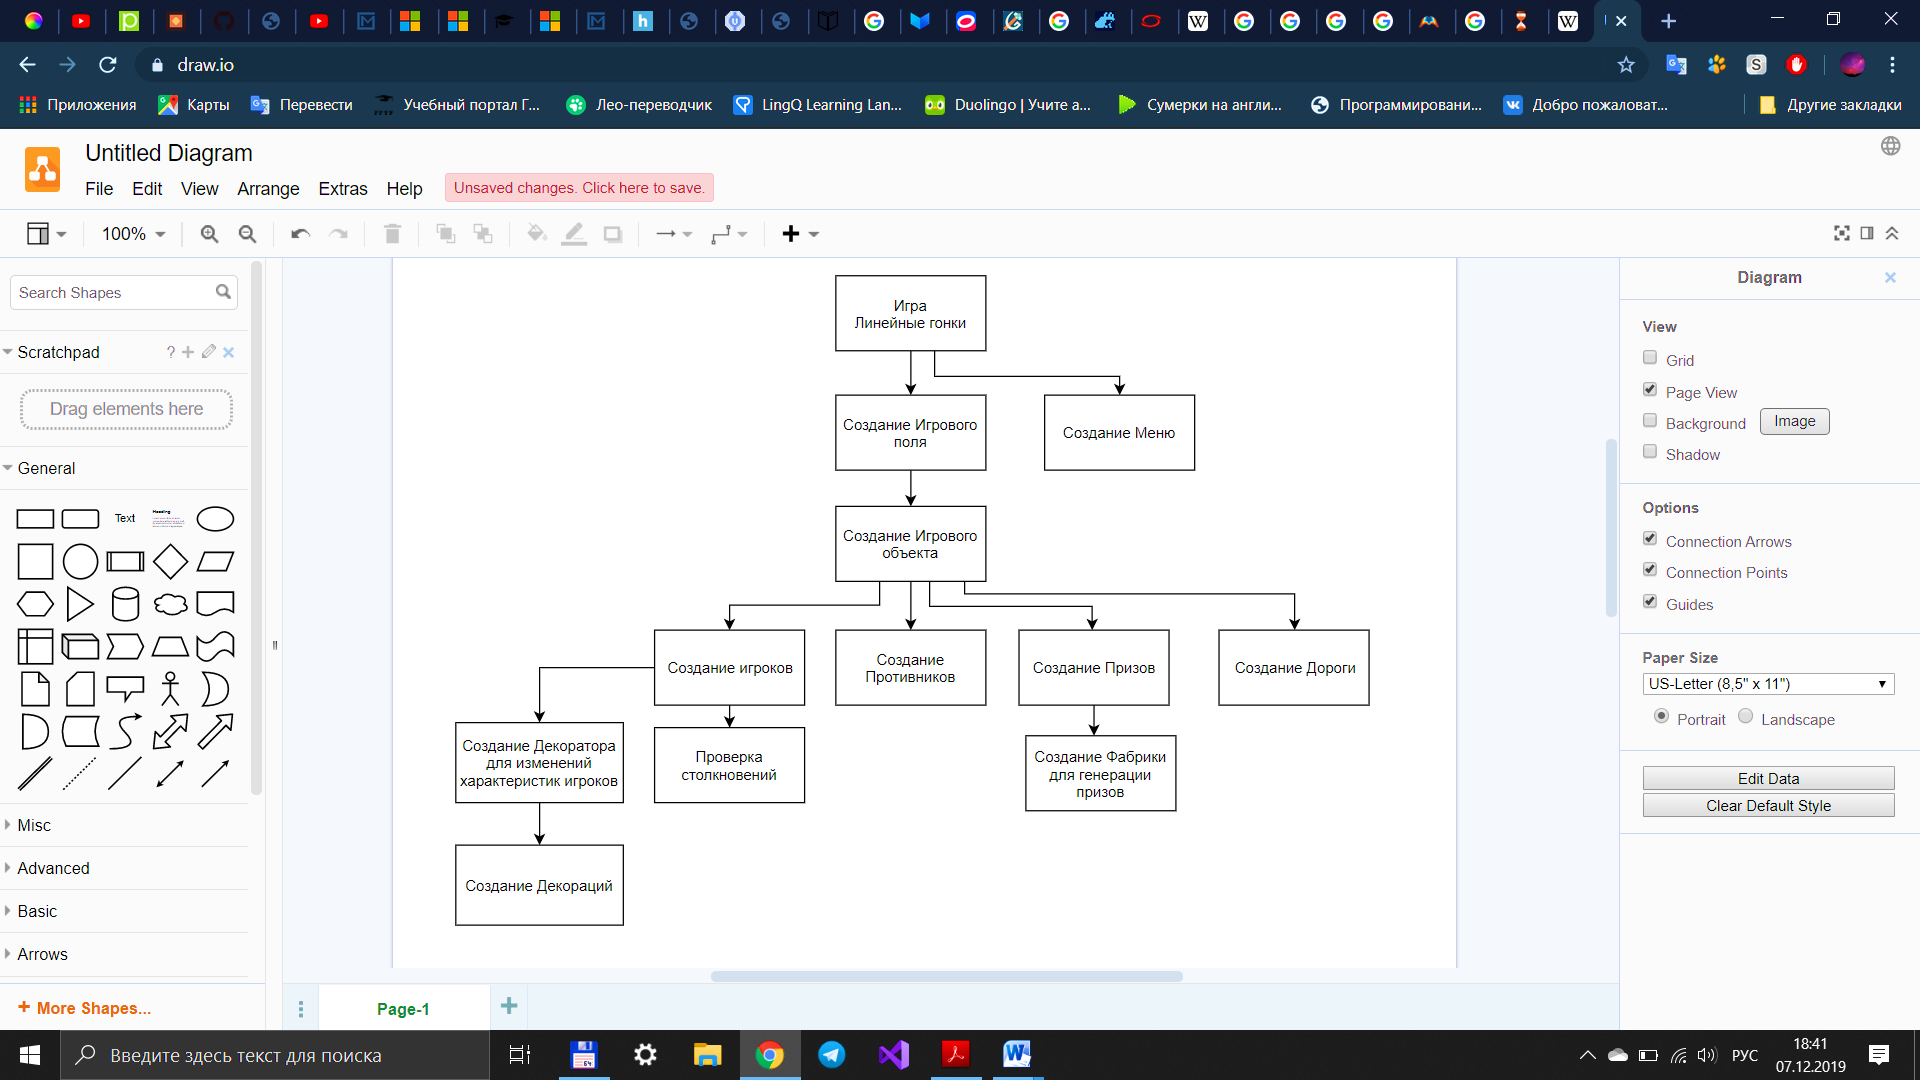 draw.io
Приложения
Карты
Перевести
Учебный портал Г...
Лео-переводчик
LingQ Learning Lan...
Duolingo | Учите а...
Сумерки на англи...
Программировани...
Добро пожаловат...
Другие закладки
Untitled Diagram
File
Edit
View
Arrange
Extras
Help
Unsaved changes. Click here to save.
100%
Search Shapes
Scratchpad
?
Drag elements here
General
Text
Heading
Misc
Advanced
Basic
Arrows
+ More Shapes...
Игра
Линейные гонки
Создание Игрового
поля
Создание Меню
Создание Игрового
объекта
Создание игроков
Создание
Противников
Создание Призов
Создание Дороги
Создание Декоратора
для изменений
характеристик игроков
Проверка
столкновений
Создание Фабрики
для генерации
призов
Создание Декораций
Page-1
Diagram
View
Grid
Page View
Background
Image
Shadow
Options
Connection Arrows
Connection Points
Guides
Paper Size
US-Letter (8,5" x 11")
Portrait
Landscape
Edit Data
Clear Default Style
Введите здесь текст для поиска
64
РУС
18:41
07.12.2019